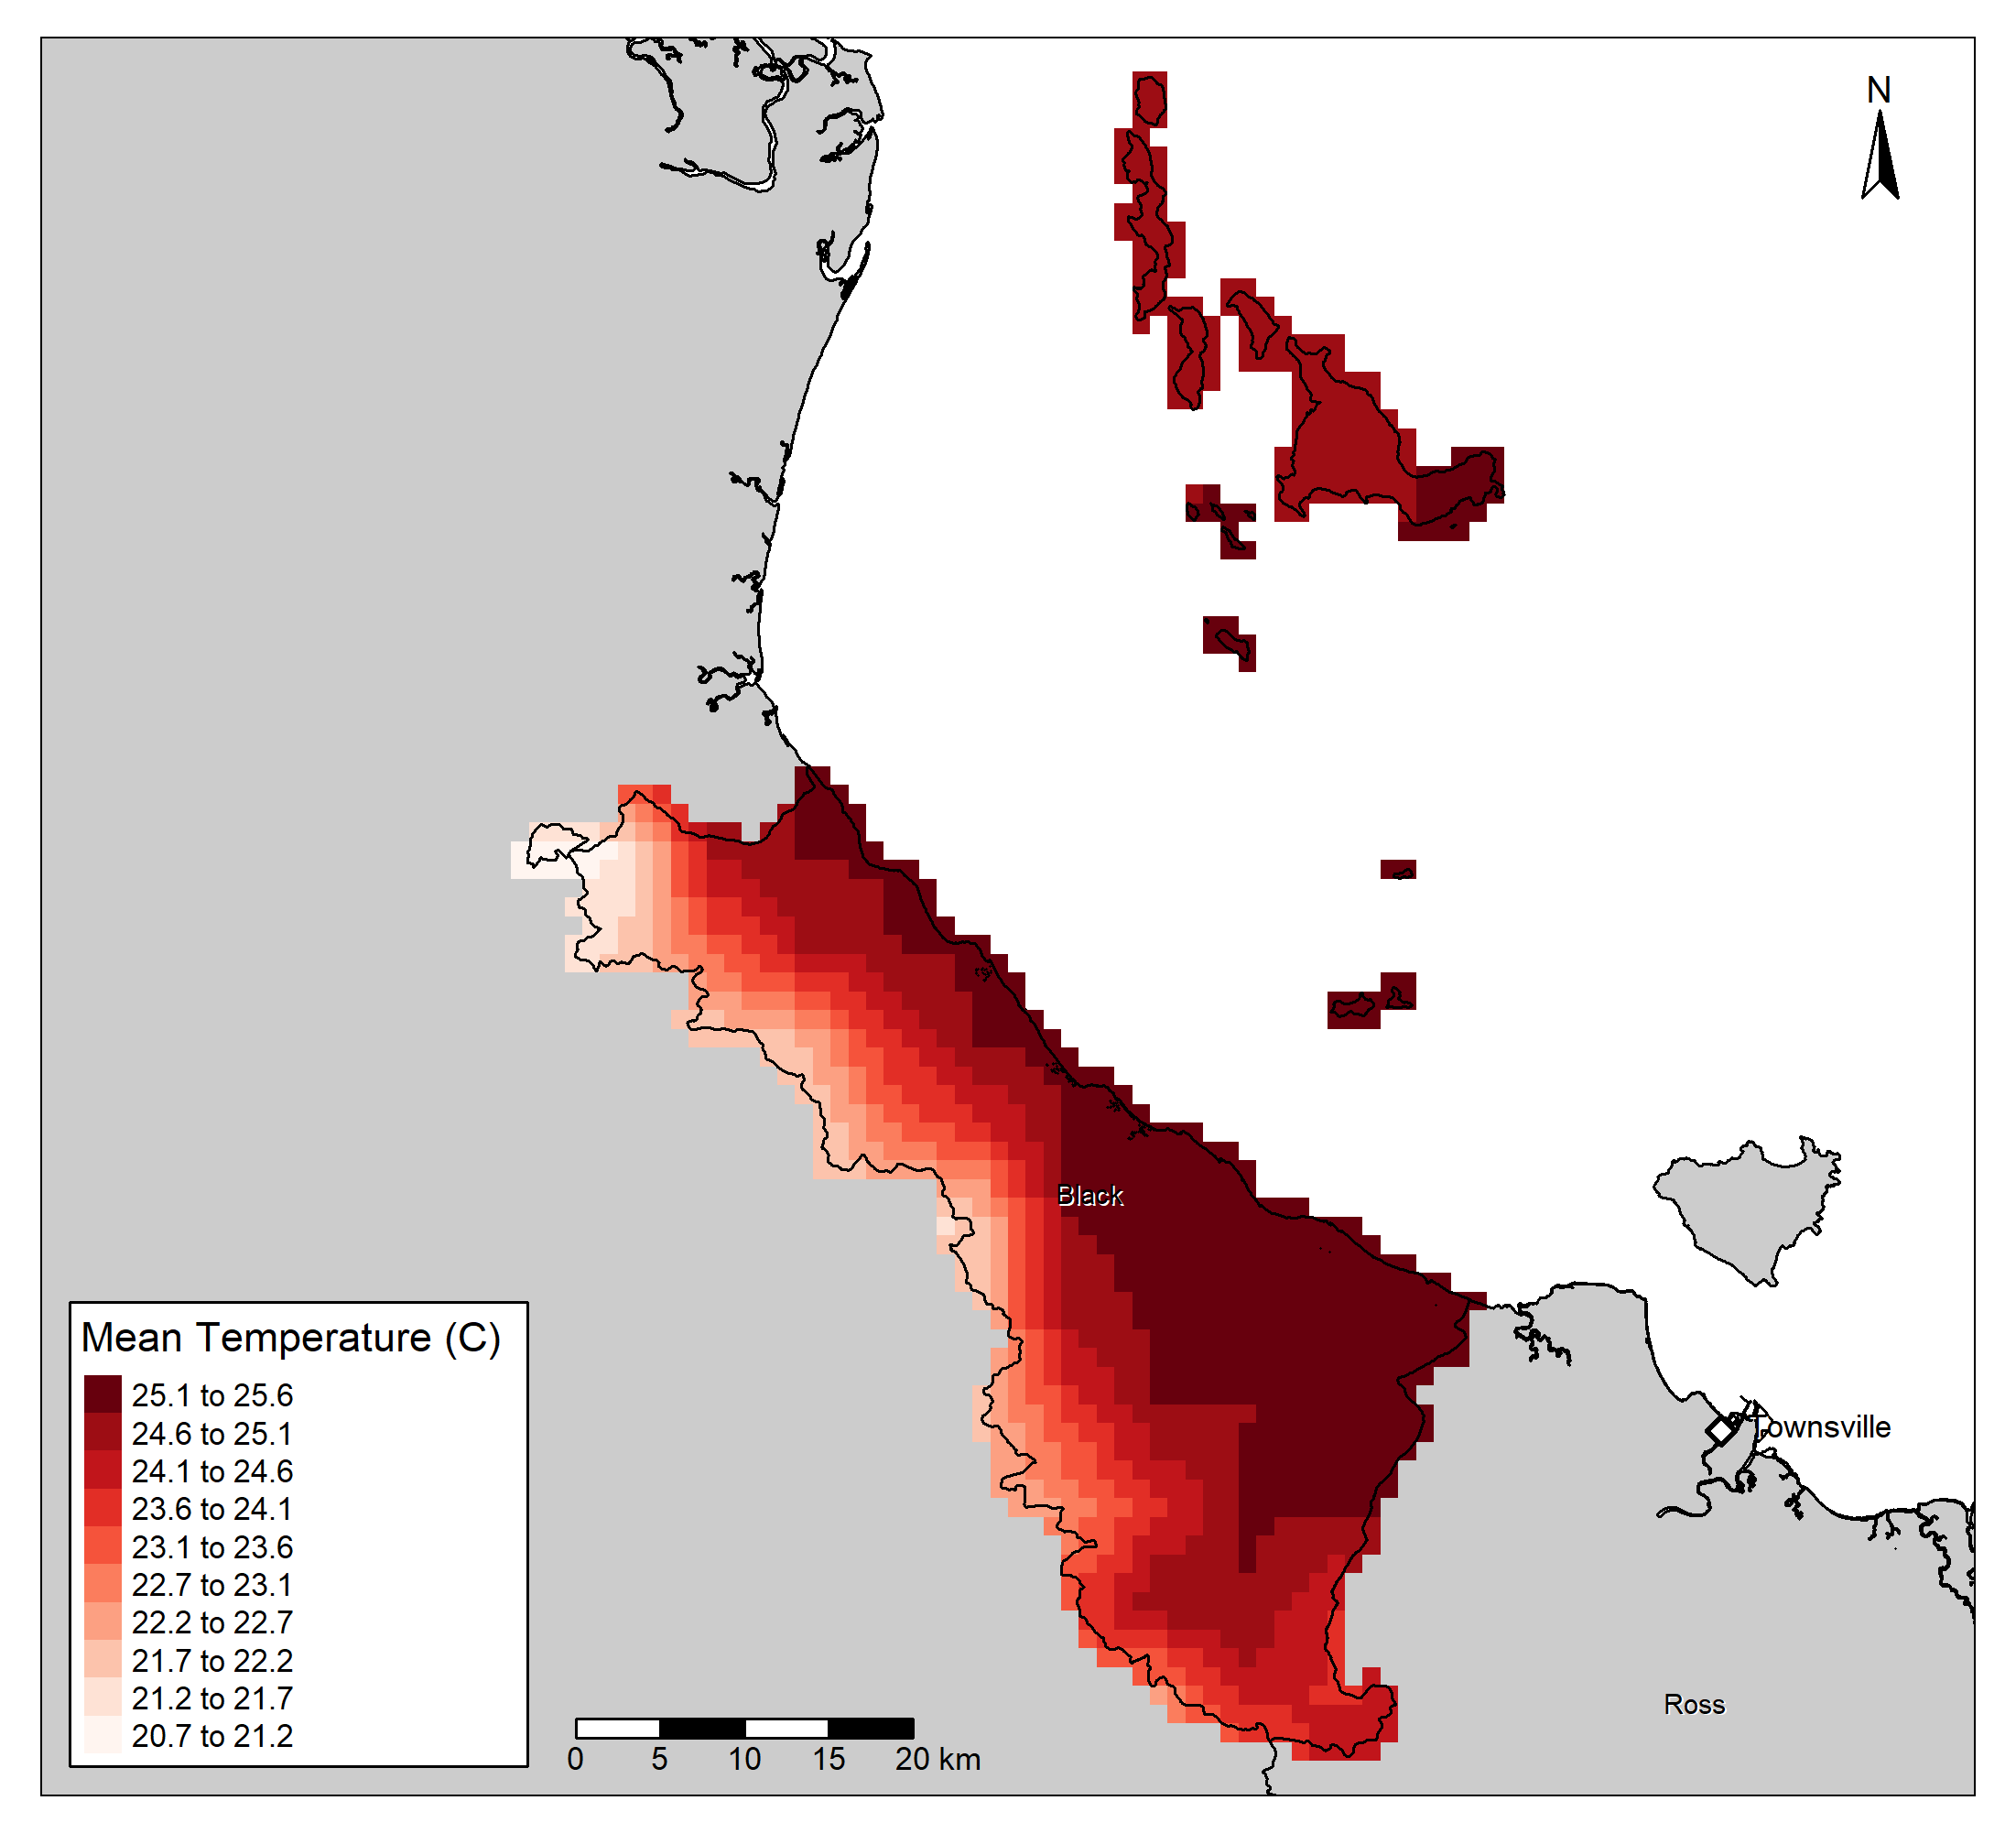 N
Black
Townsville
Ross
Mean Temperature (C)
25.1 to 25.6
24.6 to 25.1
24.1 to 24.6
23.6 to 24.1
23.1 to 23.6
22.7 to 23.1
22.2 to 22.7
21.7 to 22.2
21.2 to 21.7
20.7 to 21.2
0 5 10 15 20 km